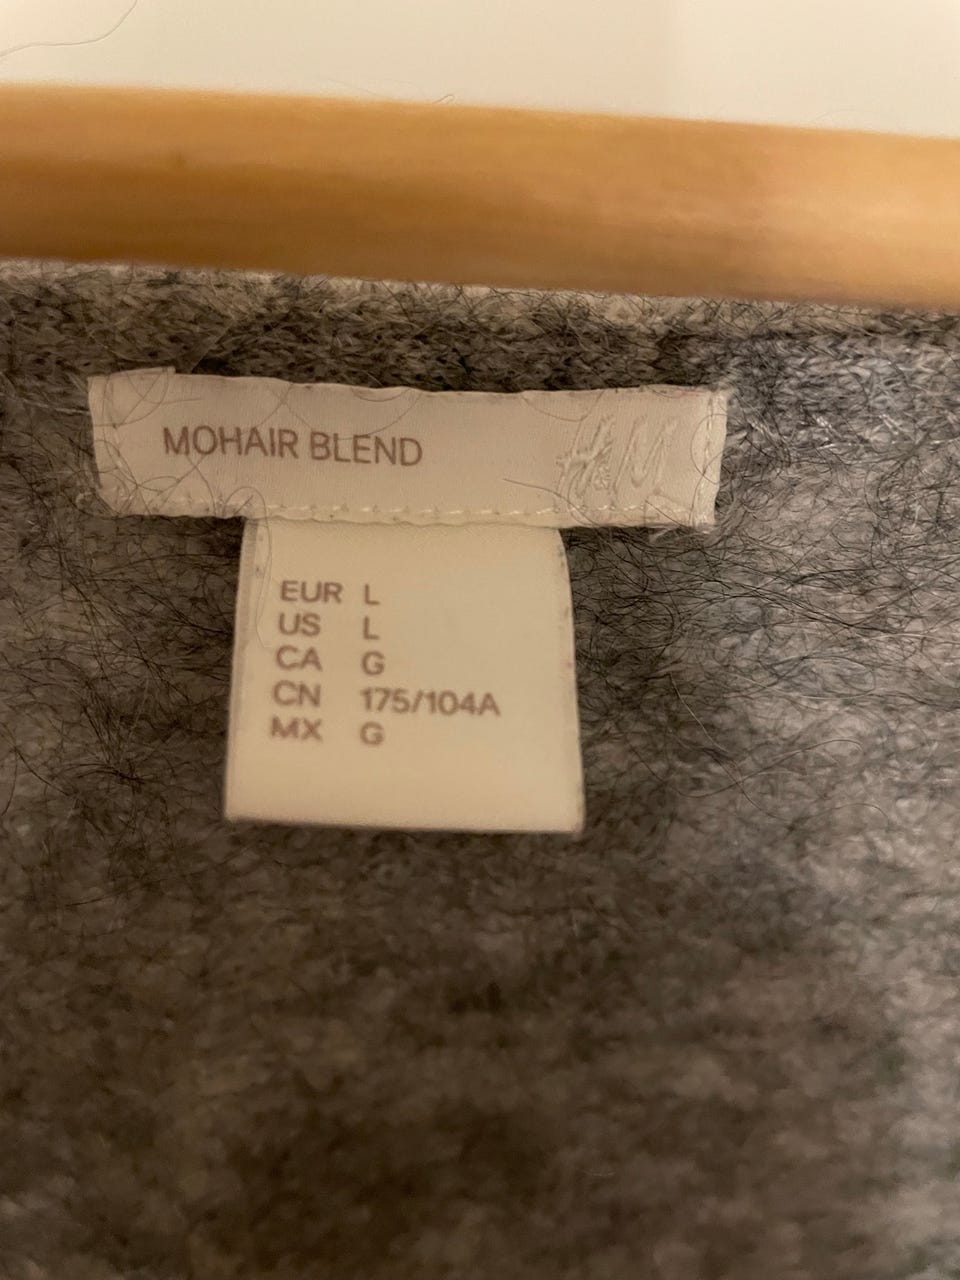 MOHAIR BLEND H&M
EUR L
US L
CA G
CN 175/104A
MX G